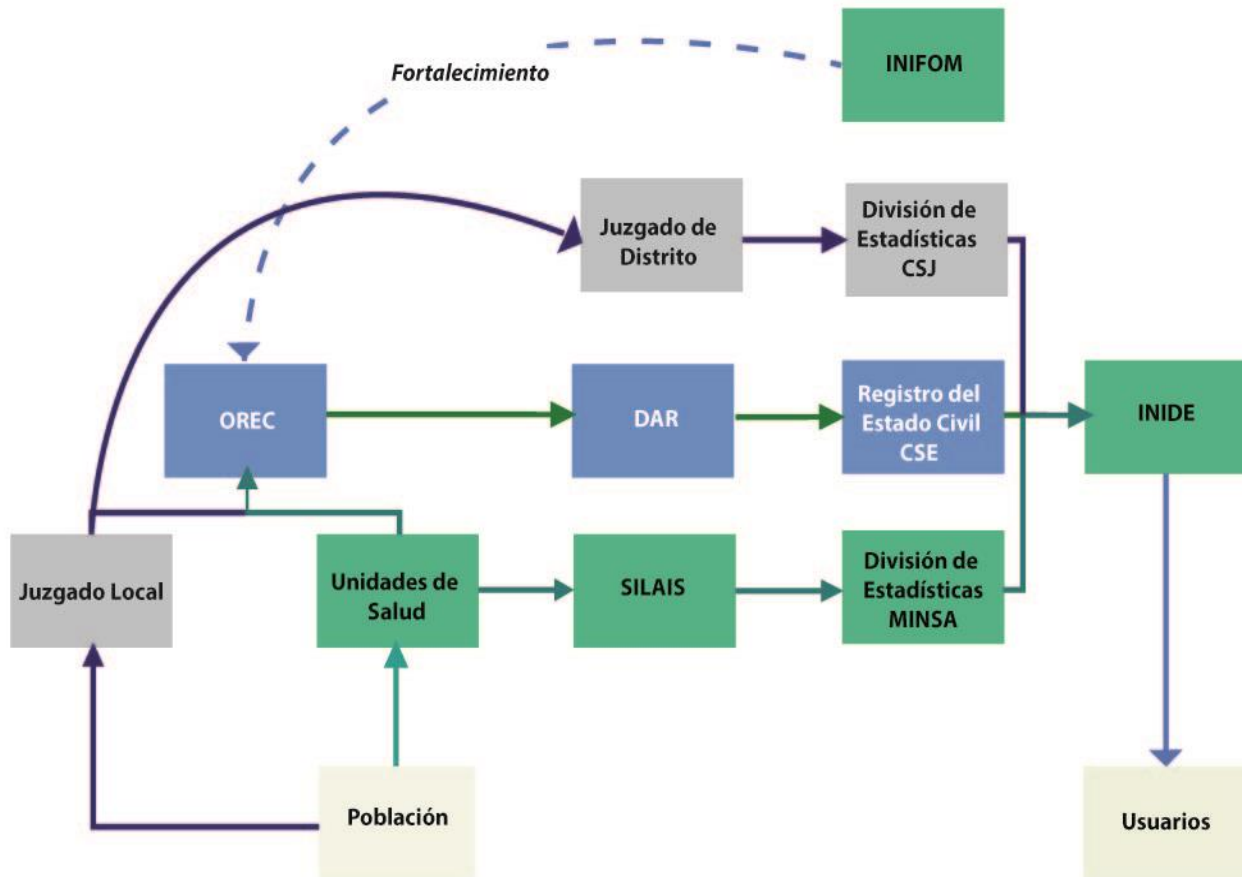 INIFOM
Fortalecimiento
Juzgado de
Distrito
División de
Estadísticas
CSJ
OREC
DAR
Registro del
Estado Civil
CSE
INIDE
Juzgado Local
Unidades de
Salud
SILAIS
División de
Estadísticas
MINSA
Población
Usuarios